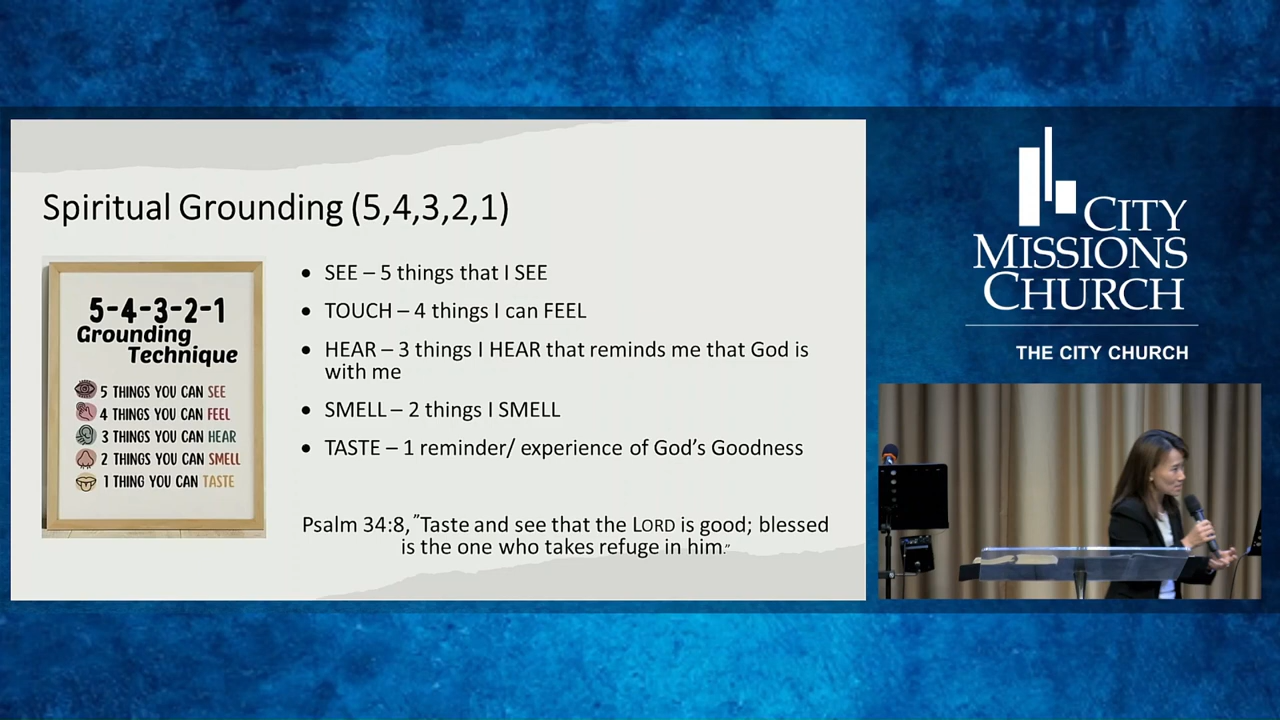 Spiritual Grounding (5,4,3,2,1)
5-4-3-2-1
Grounding
Technique
5 THINGS YOU CAN SEE
4 THINGS YOU CAN FEEL
3 THINGS YOU CAN HEAR
2 THINGS YOU CAN SMELL
1 THING YOU CAN TASTE
• SEE – 5 things that I SEE
• TOUCH – 4 things I can FEEL
• HEAR – 3 things I HEAR that reminds me that God is
with me
• SMELL – 2 things I SMELL
• TASTE – 1 reminder/ experience of God's Goodness
Psalm 34:8, "Taste and see that the LORD is good; blessed
is the one who takes refuge in him."
CITY
MISSIONS
CHURCH
THE CITY CHURCH